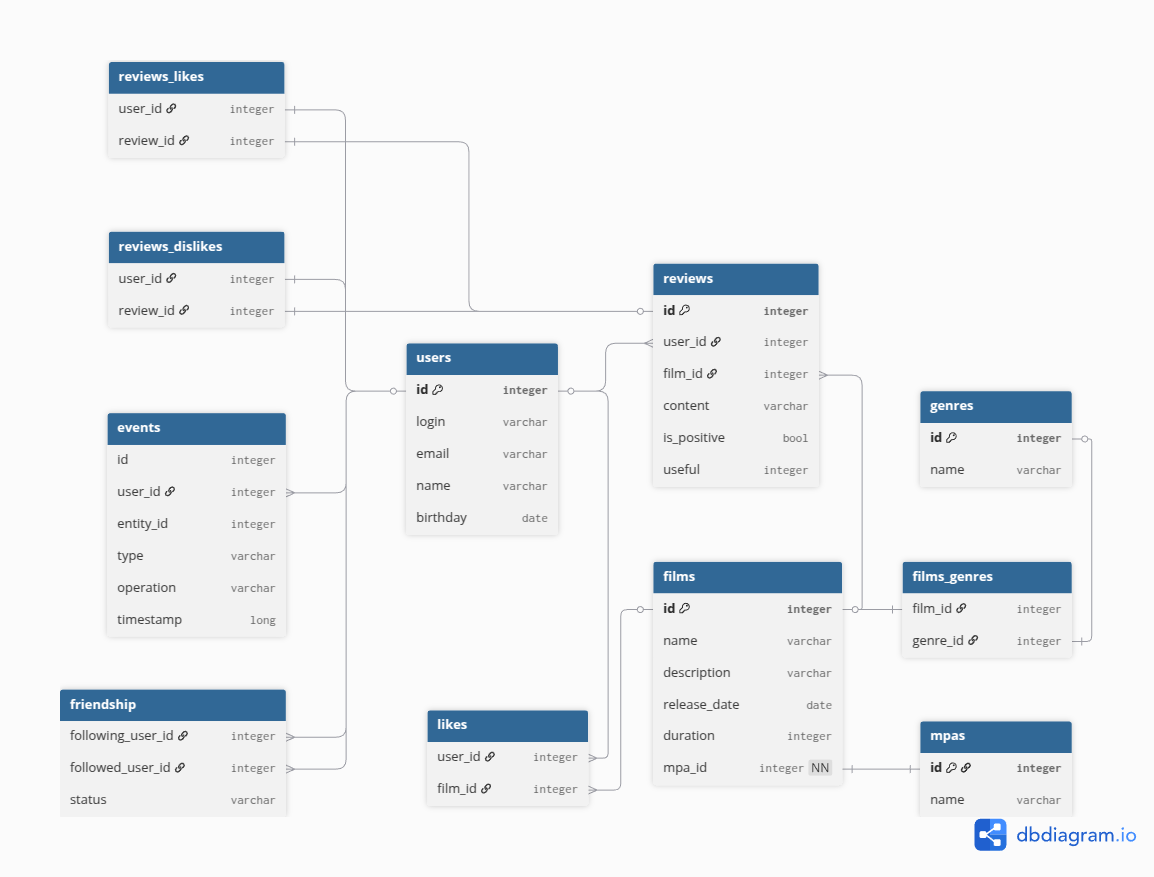 reviews_likes
user_id integer
review_id integer
reviews_dislikes
user_id integer
review_id integer
events
id integer
user_id integer
entity_id integer
type varchar
operation varchar
timestamp long
friendship
following_user_id integer
followed_user_id integer
status varchar
users
id integer
login varchar
email varchar
name varchar
birthday date
likes
user_id integer
film_id integer
reviews
id integer
user_id integer
film_id integer
content varchar
is_positive bool
useful integer
films
id integer
name varchar
description varchar
release_date date
duration integer
mpa_id integer NN
genres
id integer
name varchar
films_genres
film_id integer
genre_id integer
mpas
id integer
name varchar
dbdiagram.io